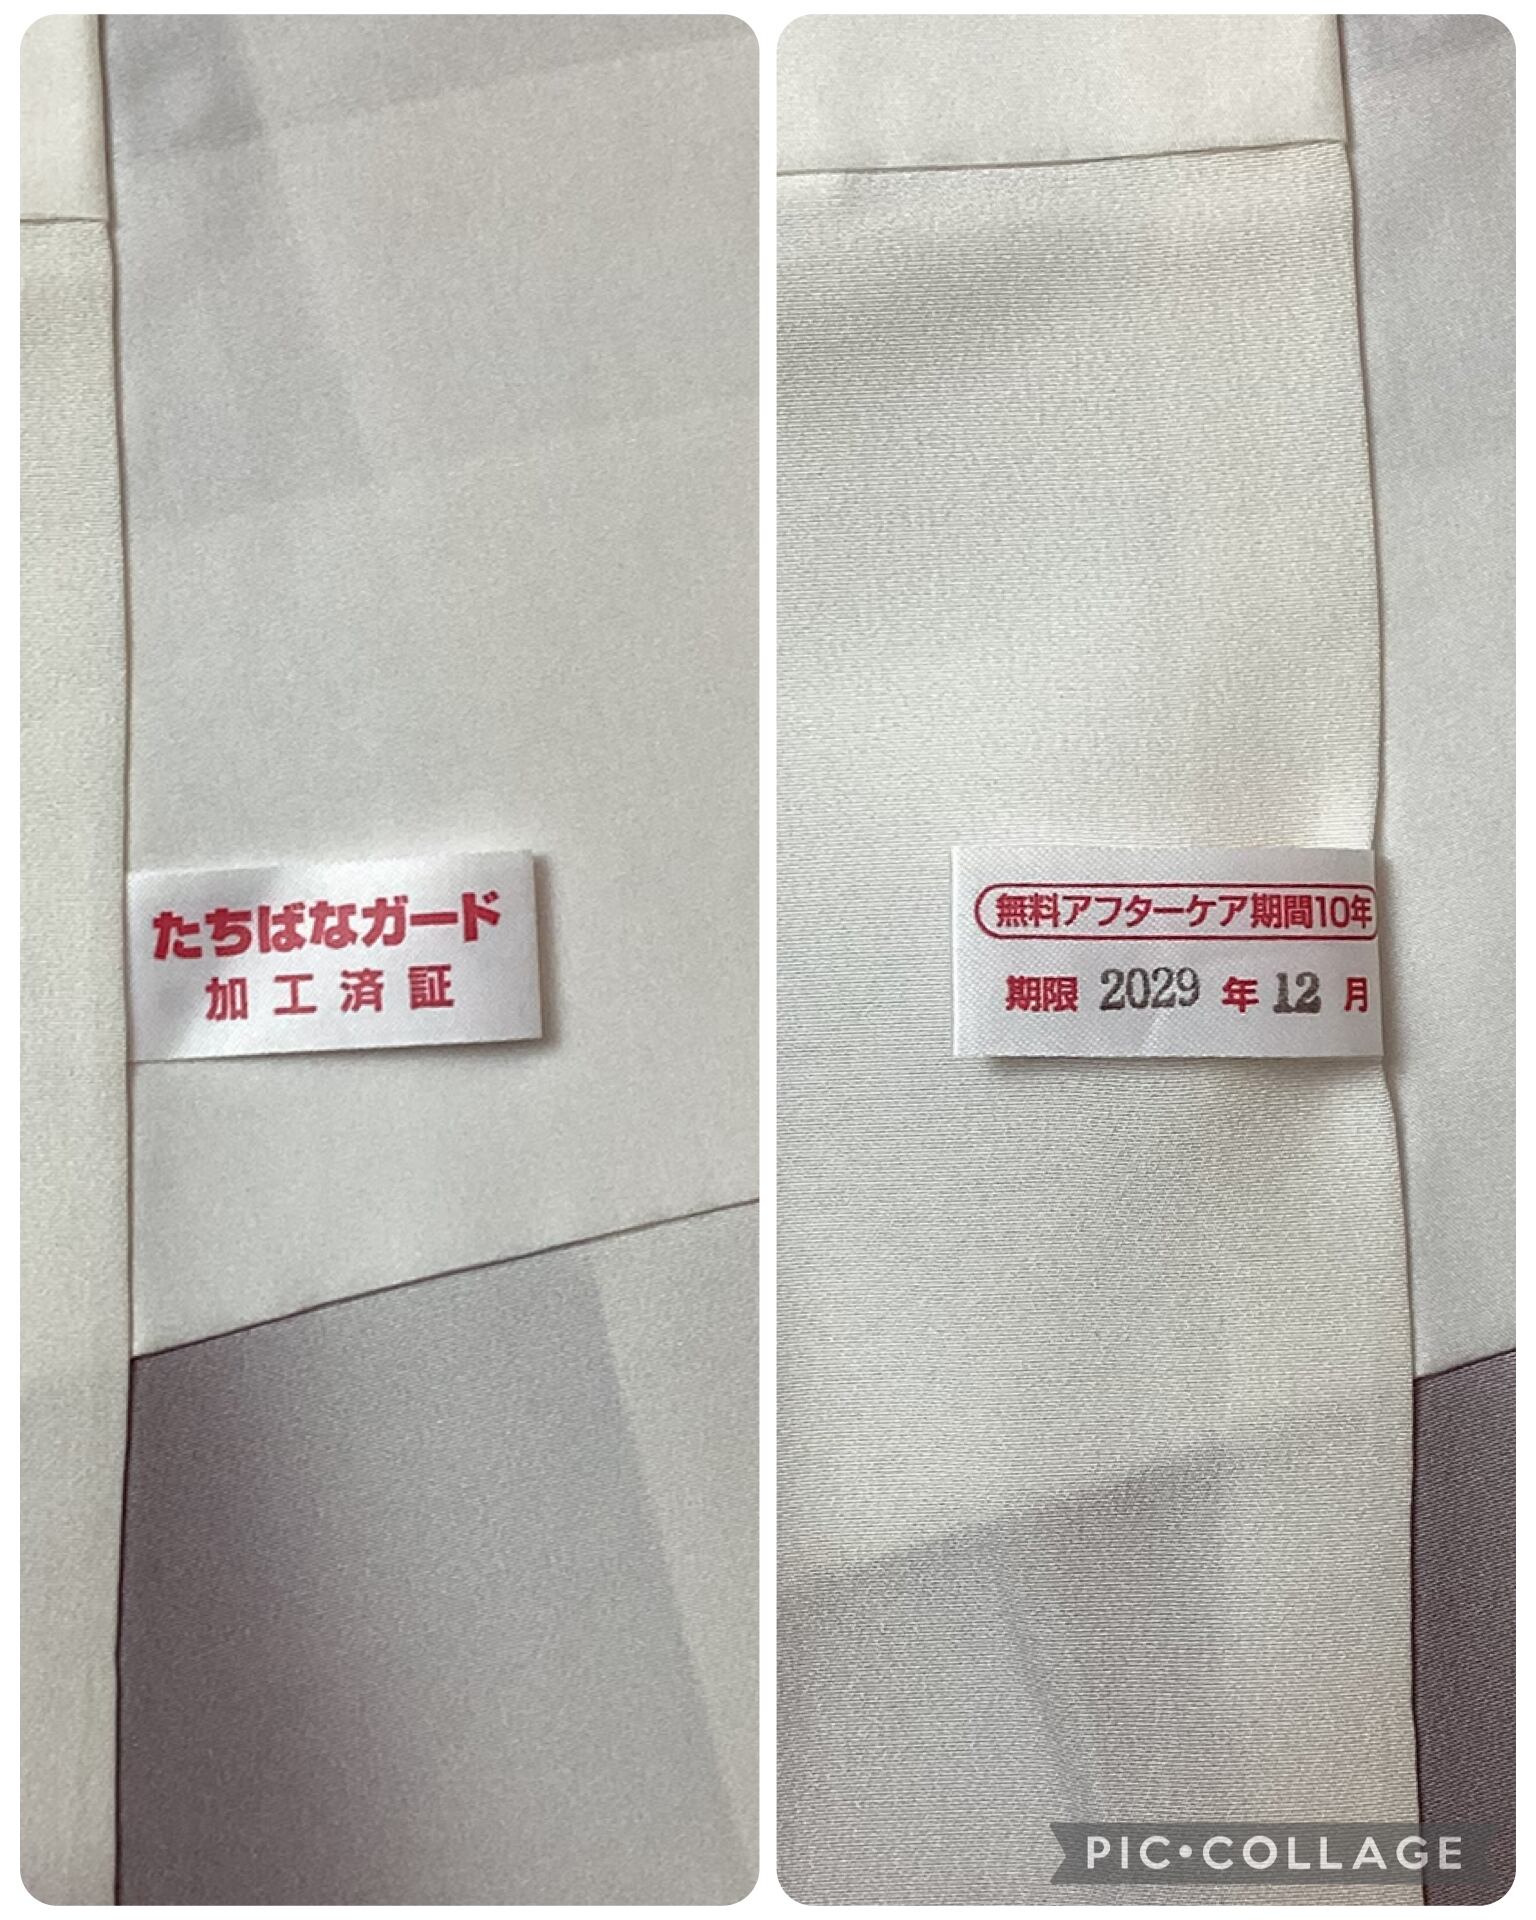 たちばなガード
加工済証
無料アフターケア期間10年
期限 2029 年 12 月
PIC•COLLAGE